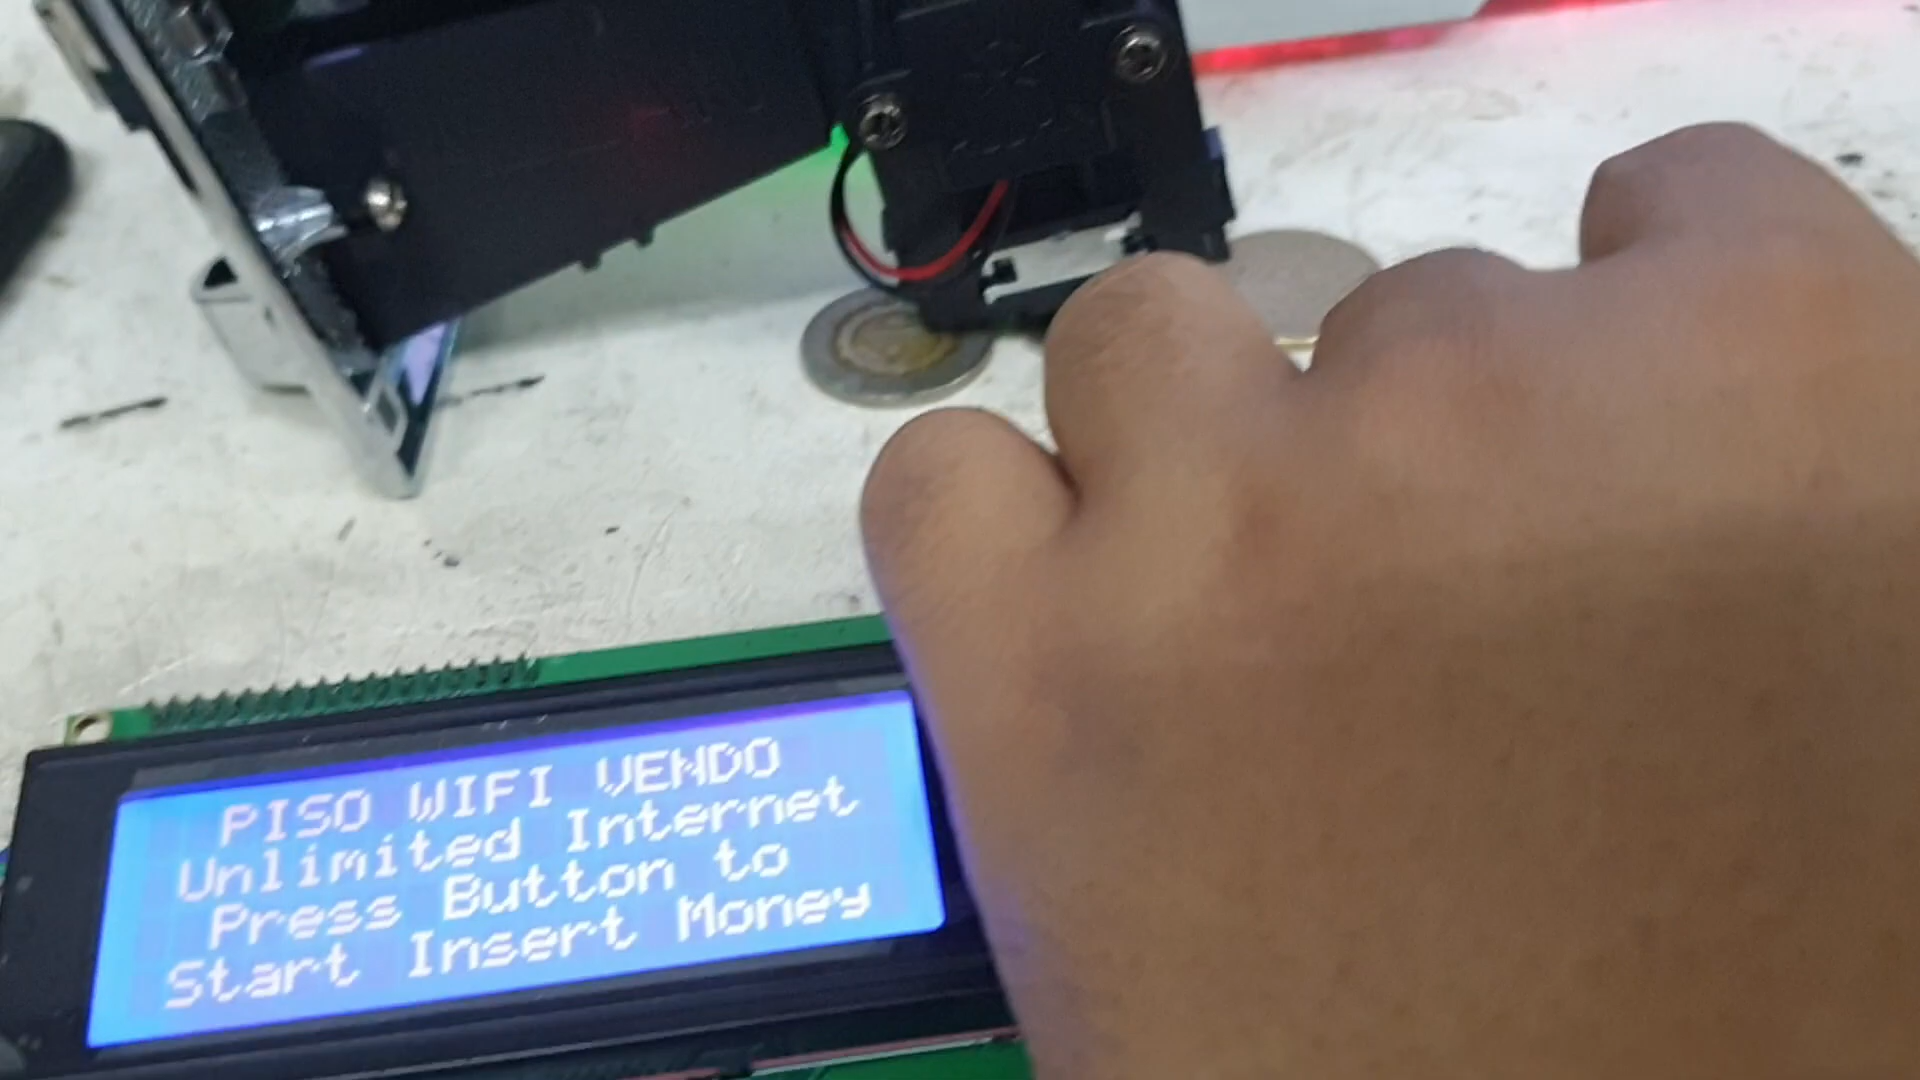 PISO WIFI VENDO
Unlimited Internet
Press Button to
Start Insert Money